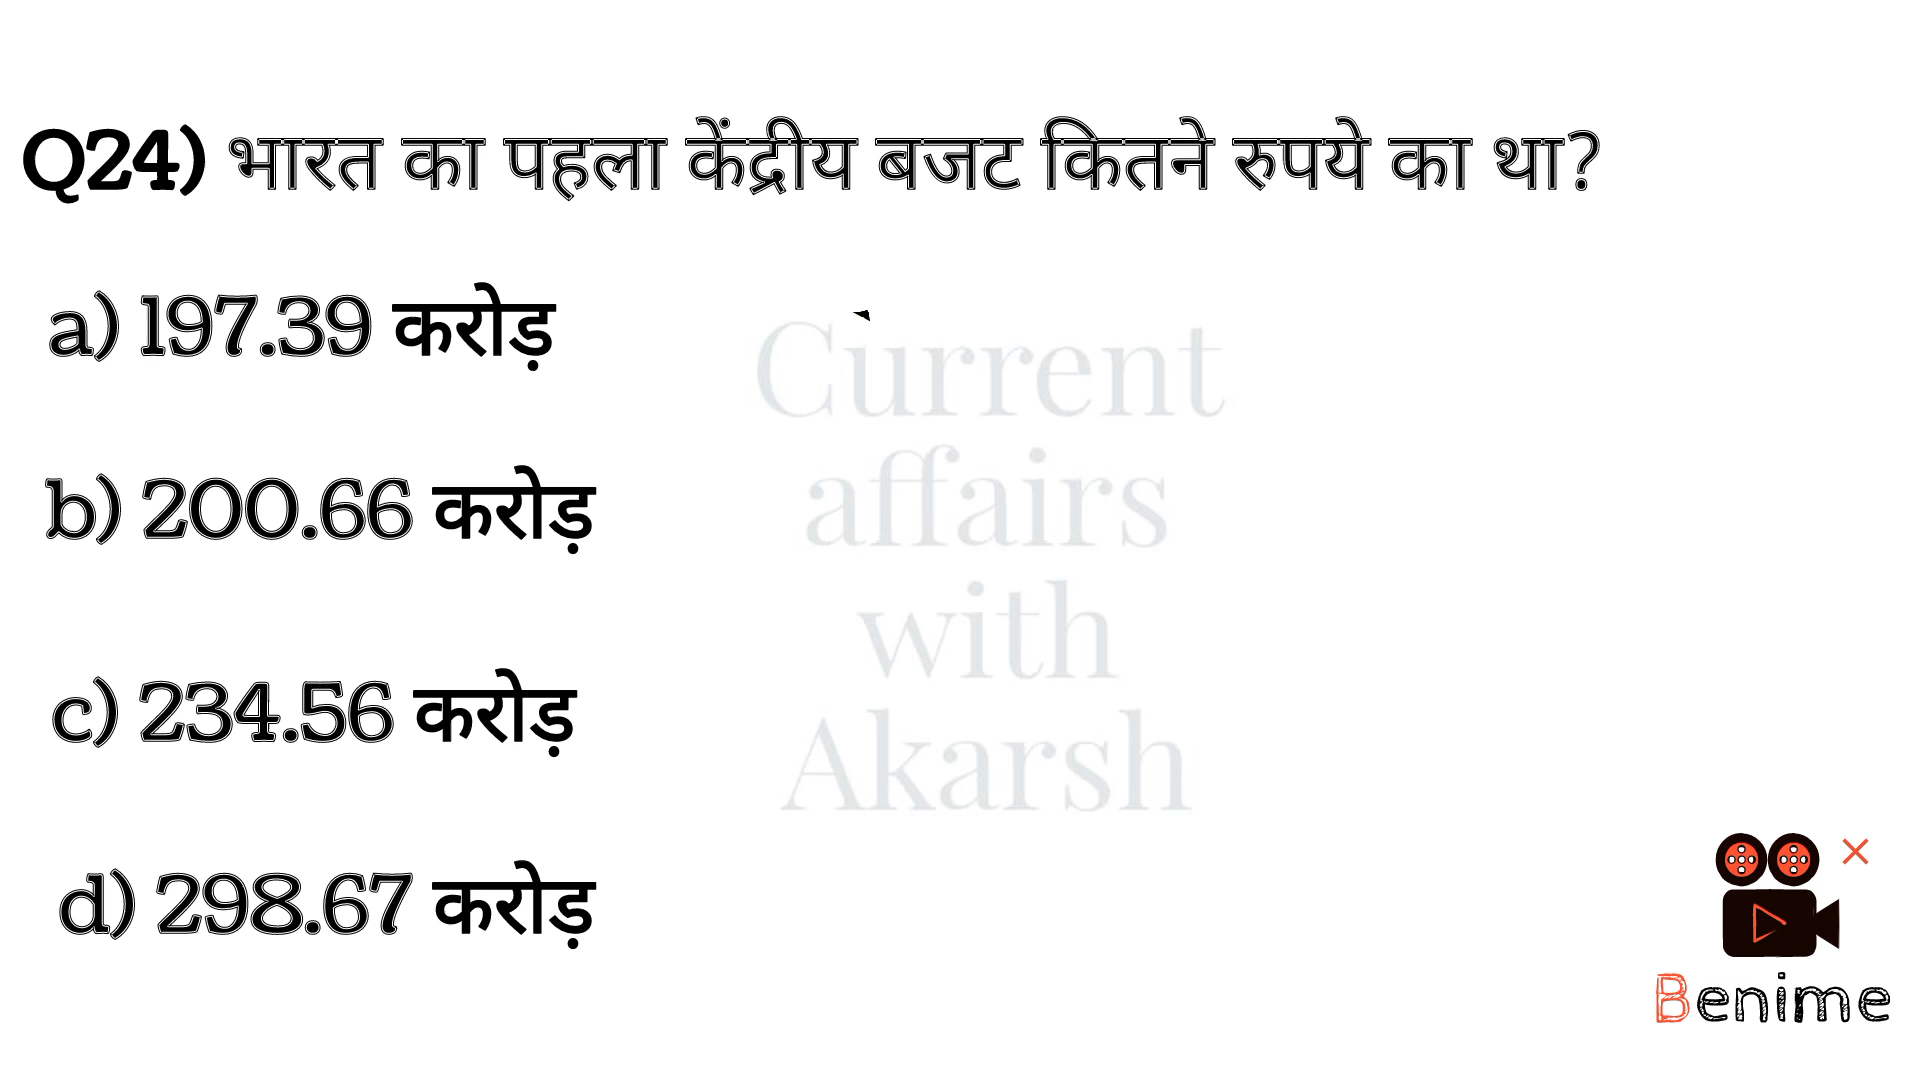 Q24) भारत का पहला केंद्रीय बजट कितने रुपये का था?
a) 197.39 करोड़
b) 200.66 करोड़
c) 234.56 करोड़
d) 298.67 करोड़
Current
affairs
with
Akarsh
Benime